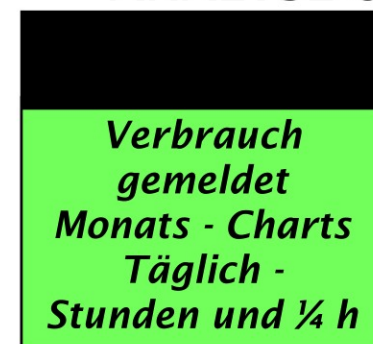 Verbrauch
gemeldet
Monats - Charts
Täglich -
Stunden und ¼ h